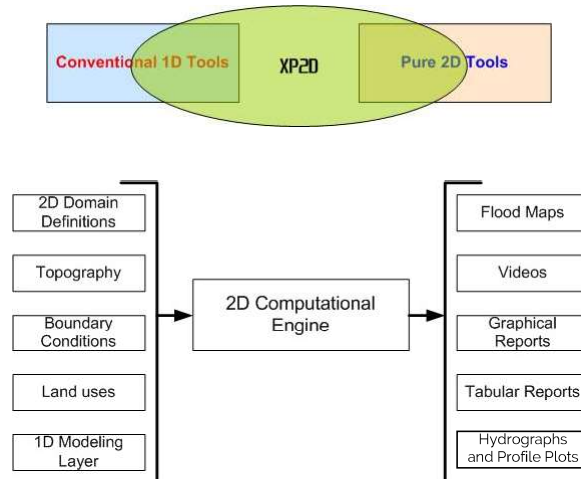 Conventional 1D Tools
XP2D
Pure 2D Tools
2D Domain
Definitions
Topography
Boundary
Conditions
Land uses
1D Modeling
Layer
2D Computational
Engine
Flood Maps
Videos
Graphical
Reports
Tabular Reports
Hydrographs
and Profile Plots